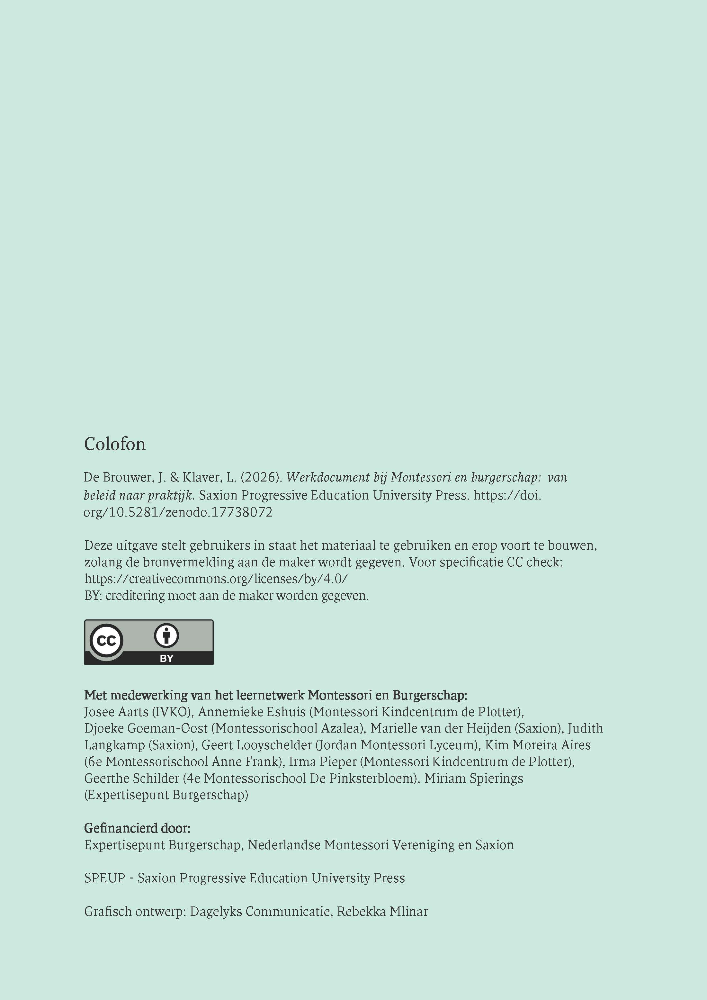 Colofon
De Brouwer, J. & Klaver, L. (2026). Werkdocument bij Montessori en burgerschap: van
beleid naar praktijk. Saxion Progressive Education University Press. https://doi.
org/10.5281/zenodo.17738072
Deze uitgave stelt gebruikers in staat het materiaal te gebruiken en erop voort te bouwen,
zolang de bronvermelding aan de maker wordt gegeven. Voor specificatie CC check:
https://creativecommons.org/licenses/by/4.0/
BY: creditering moet aan de maker worden gegeven.
CC
BY
Met medewerking van het leernetwerk Montessori en Burgerschap:
Josee Aarts (IVKO), Annemieke Eshuis (Montessori Kindcentrum de Plotter),
Djoeke Goeman-Oost (Montessorischool Azalea), Marielle van der Heijden (Saxion), Judith
Langkamp (Saxion), Geert Looyschelder (Jordan Montessori Lyceum), Kim Moreira Aires
(6e Montessorischool Anne Frank), Irma Pieper (Montessori Kindcentrum de Plotter),
Geerthe Schilder (4e Montessorischool De Pinksterbloem), Miriam Spierings
(Expertisepunt Burgerschap)
Gefinancierd door:
Expertisepunt Burgerschap, Nederlandse Montessori Vereniging en Saxion
SPEUP - Saxion Progressive Education University Press
Grafisch ontwerp: Dagelyks Communicatie, Rebekka Mlinar